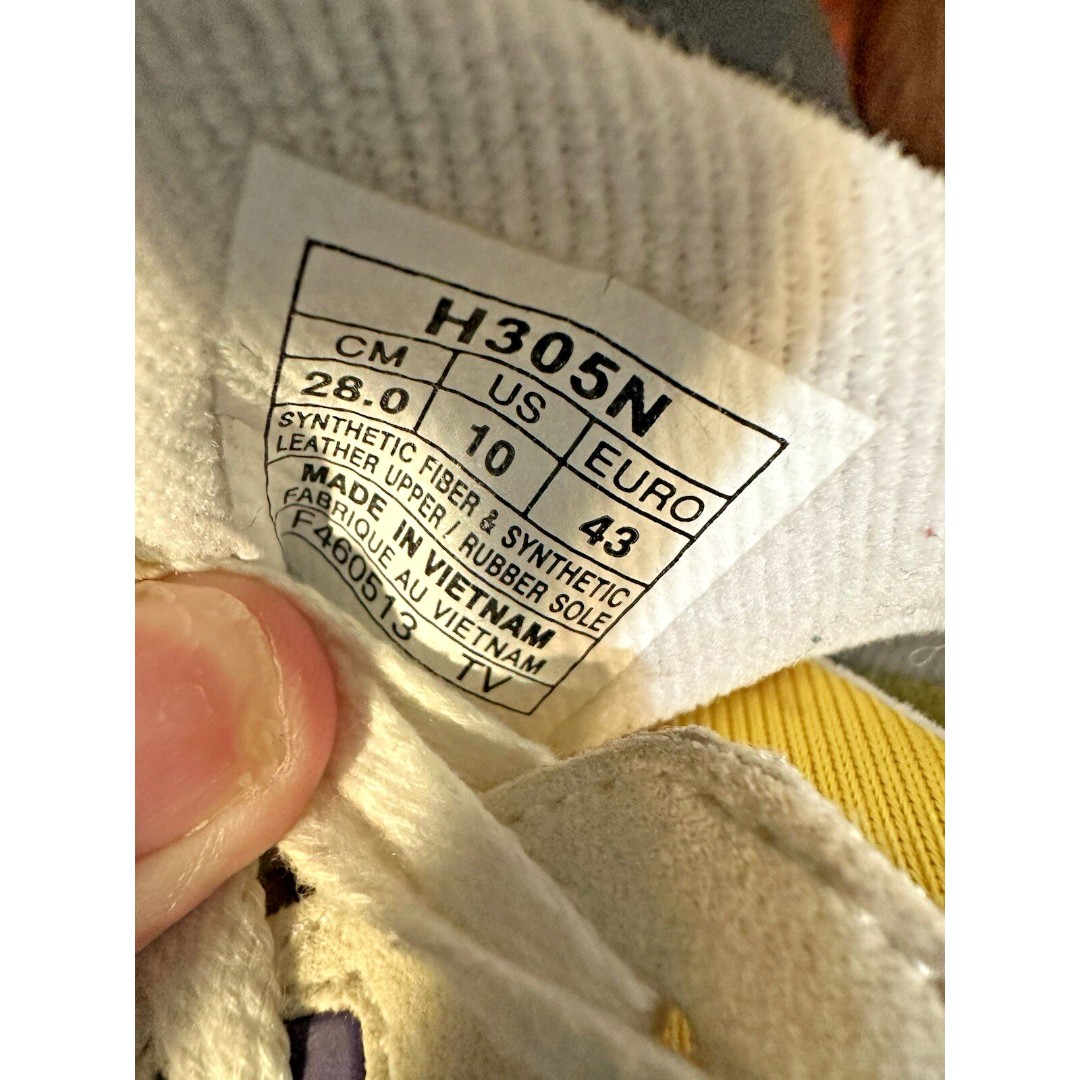 H305N
CM US EURO
28.0 10 43
SYNTHETIC FIBER & SYNTHETIC
LEATHER UPPER / RUBBER SOLE
MADE IN VIETNAM
FABRIQUE AU VIETNAM
F460513 TV